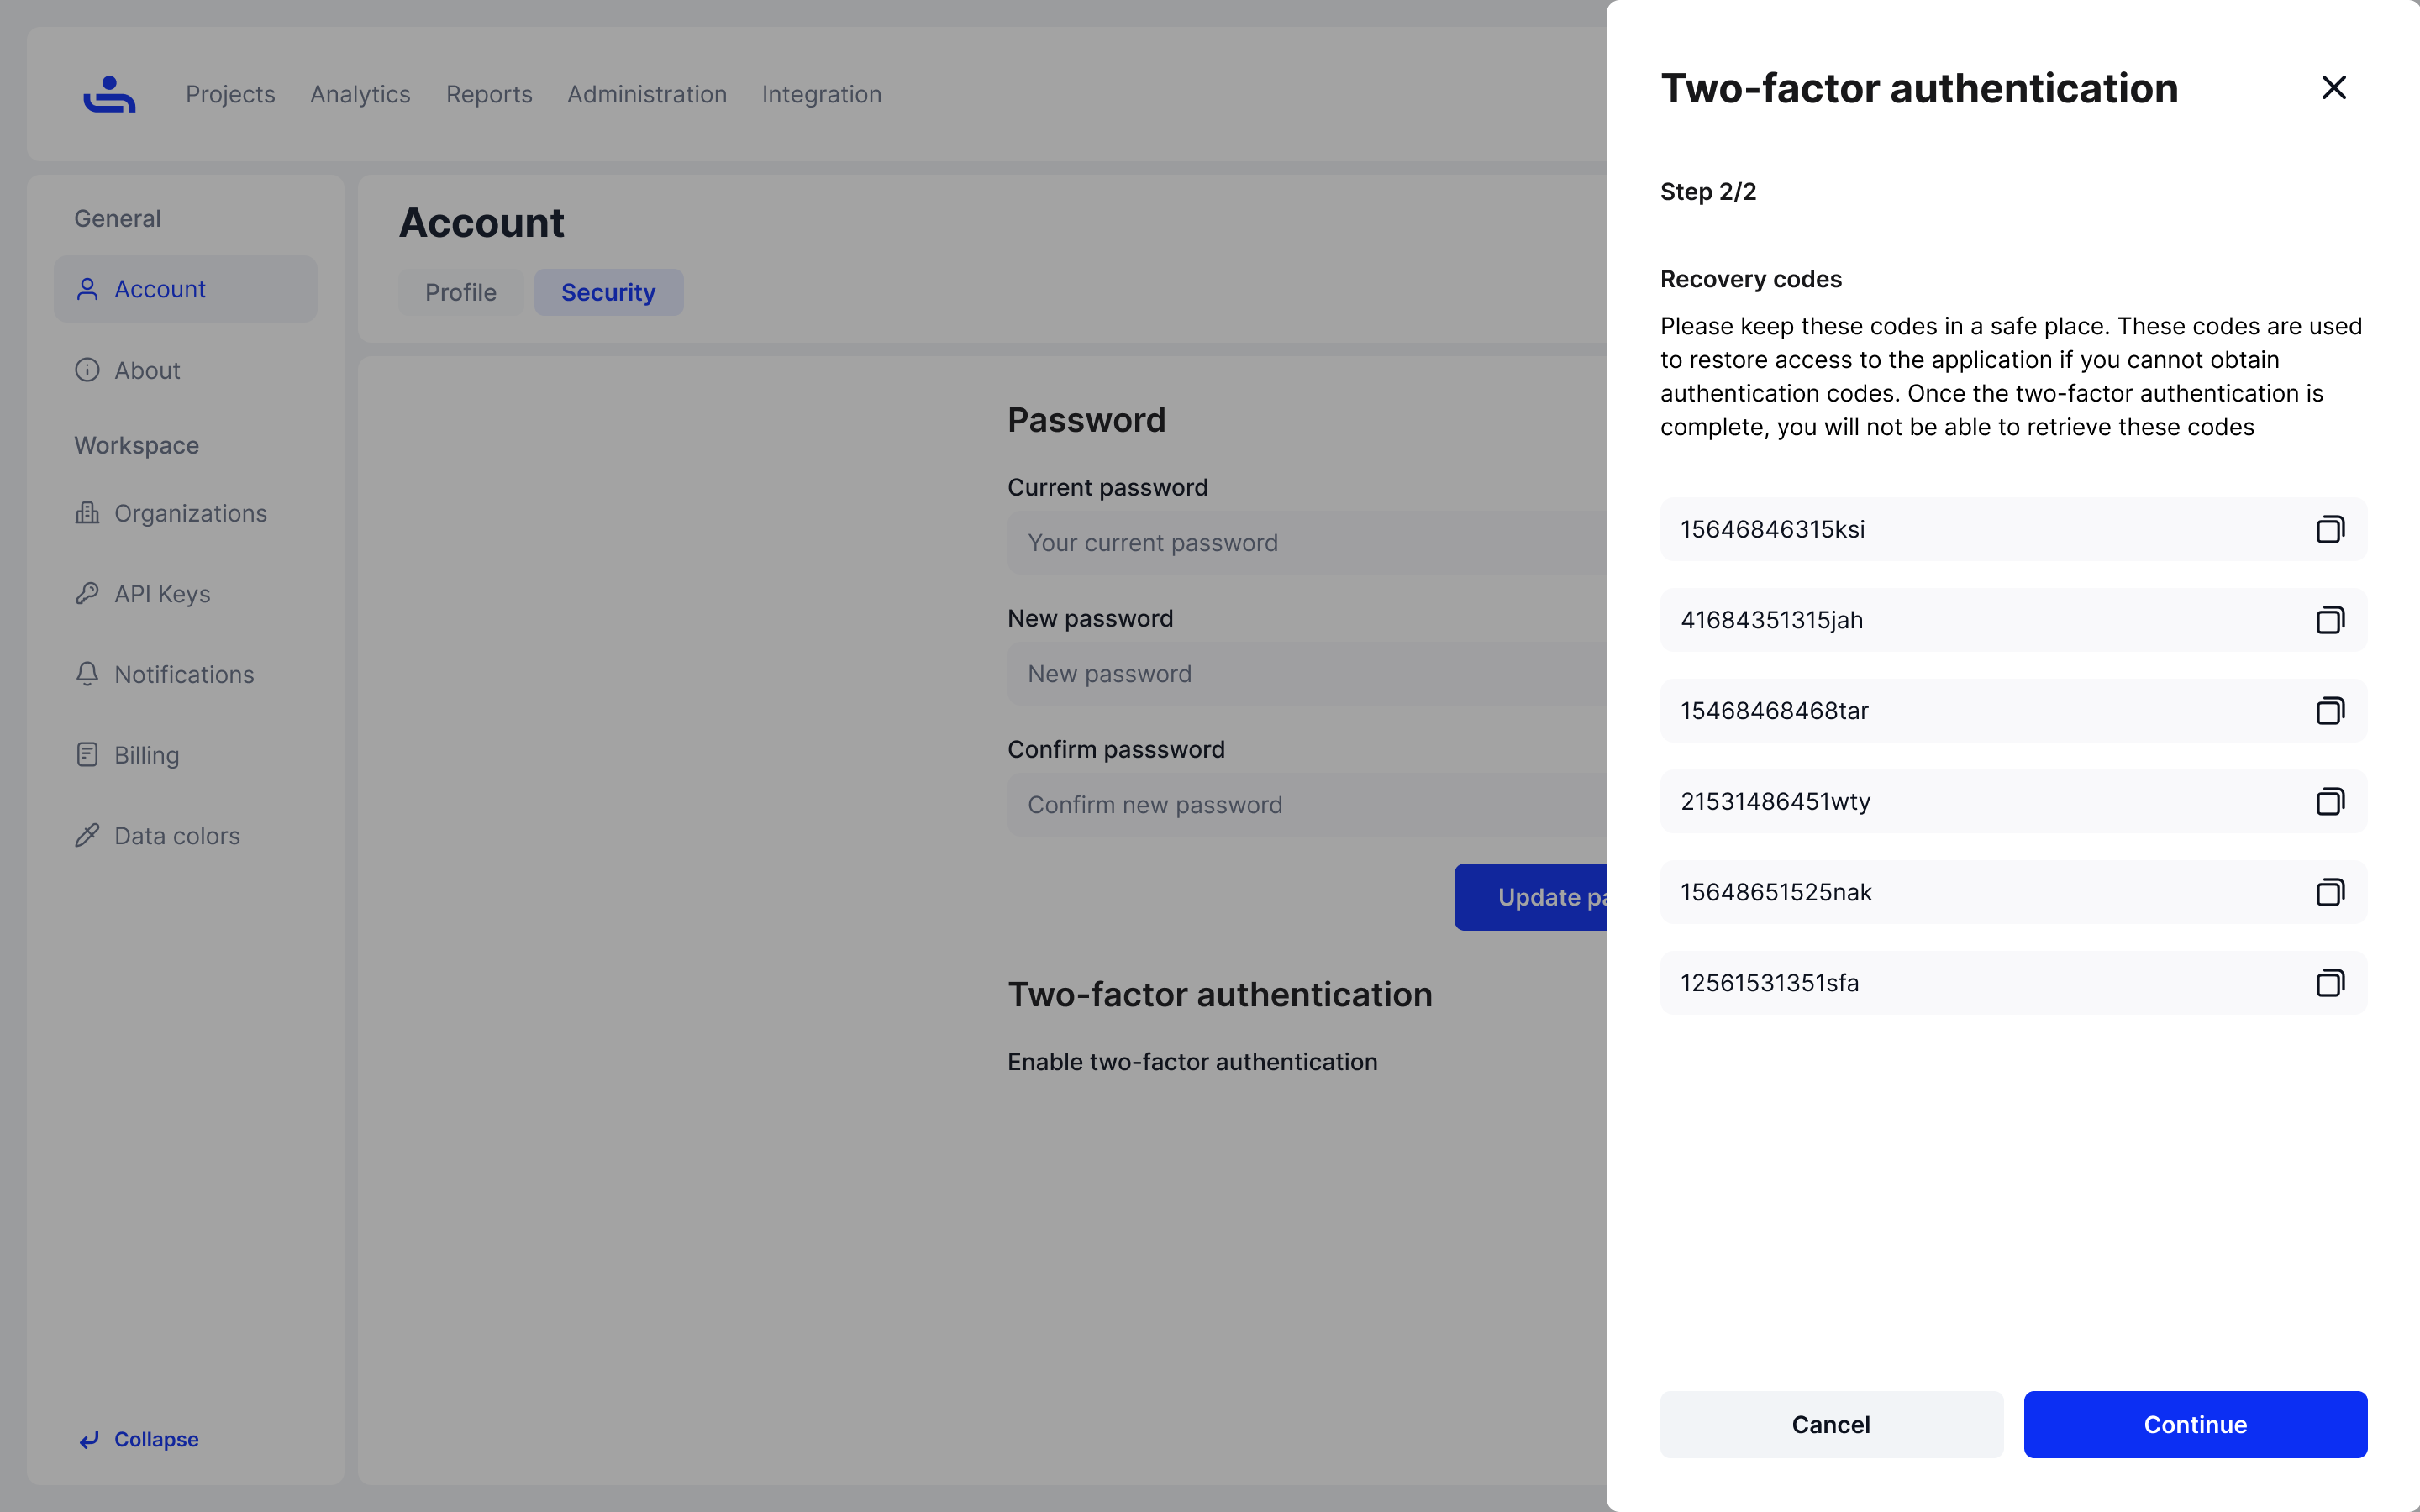 Projects Analytics Reports Administration Integration
General
Account
About
Workspace
Organizations
API Keys
Notifications
Billing
Data colors
Collapse
Account
Profile Security
Password
Current password
Your current password
New password
New password
Confirm passsword
Confirm new password
Update
Two-factor authentication
Enable two-factor authentication
Two-factor authentication
Step 2/2
Recovery codes
Please keep these codes in a safe place. These codes are used
to restore access to the application if you cannot obtain
authentication codes. Once the two-factor authentication is
complete, you will not be able to retrieve these codes
15646846315ksi
41684351315jah
15468468468tar
21531486451wty
15648651525nak
12561531351sfa
Cancel Continue